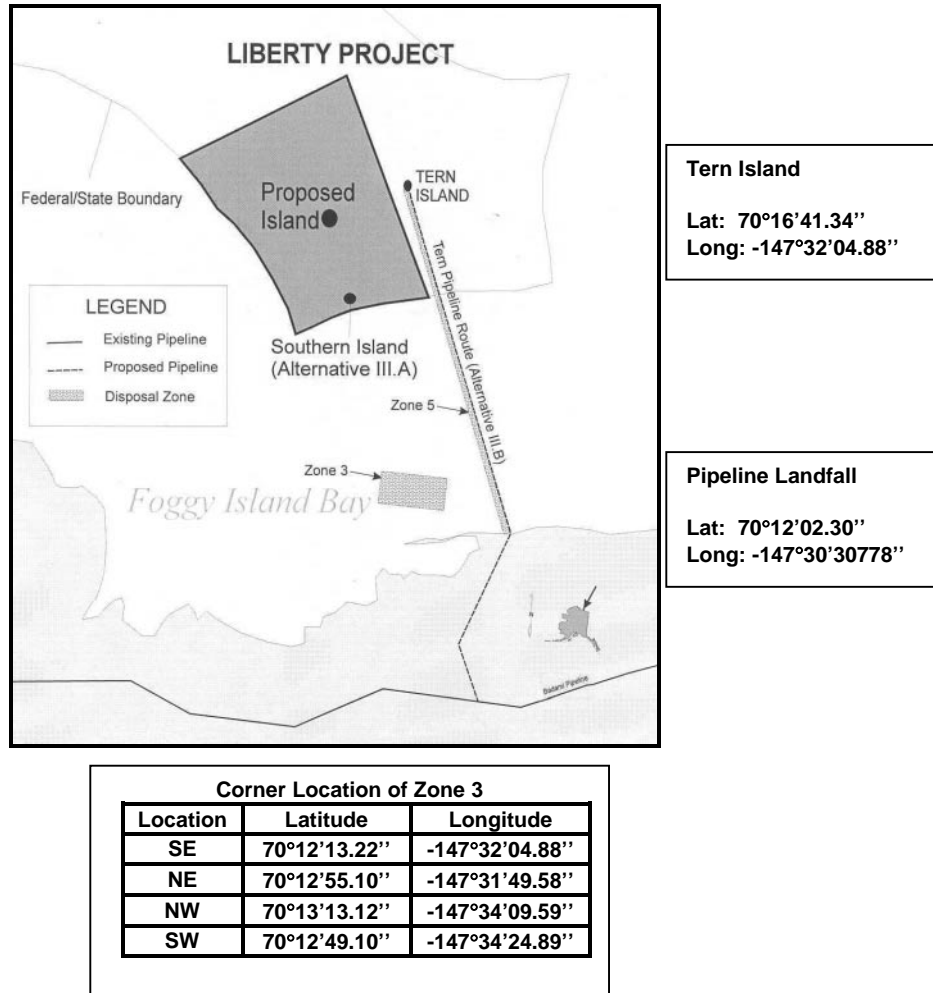 LIBERTY PROJECT
Federal/State Boundary
Proposed
Island
TERN
ISLAND
Tern Pipeline Route (Alternative III.B)
LEGEND
Existing Pipeline
Proposed Pipeline
Disposal Zone
Southern Island
(Alternative III.A)
Zone 5
Zone 3
Foggy Island Bay
Badami Pipeline
Tern Island
Lat: 70°16'41.34''
Long: -147°32'04.88''
Pipeline Landfall
Lat: 70°12'02.30''
Long: -147°30'30778''
Corner Location of Zone 3
Location Latitude Longitude
SE 70°12'13.22'' -147°32'04.88''
NE 70°12'55.10'' -147°31'49.58''
NW 70°13'13.12'' -147°34'09.59''
SW 70°12'49.10'' -147°34'24.89''